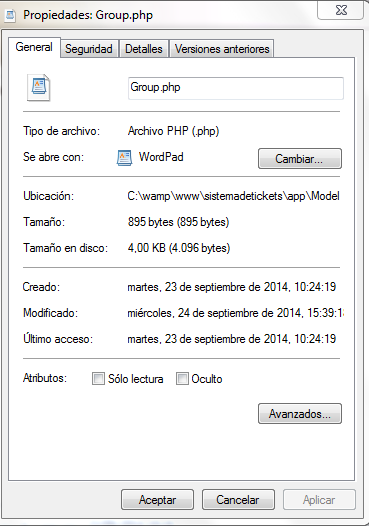 Propiedades: Group.php
General Seguridad Detalles Versiones anteriores
Group.php
Tipo de archivo: Archivo PHP (.php)
Se abre con: WordPad Cambiar...
Ubicación: C:\wamp\www\sistemadetickets\app\Model
Tamaño: 895 bytes (895 bytes)
Tamaño en disco: 4,00 KB (4.096 bytes)
Creado: martes, 23 de septiembre de 2014, 10:24:19
Modificado: miércoles, 24 de septiembre de 2014, 15:39:1
Último acceso: martes, 23 de septiembre de 2014, 10:24:19
Atributos: Sólo lectura Oculto
Avanzados...
Aceptar Cancelar Aplicar